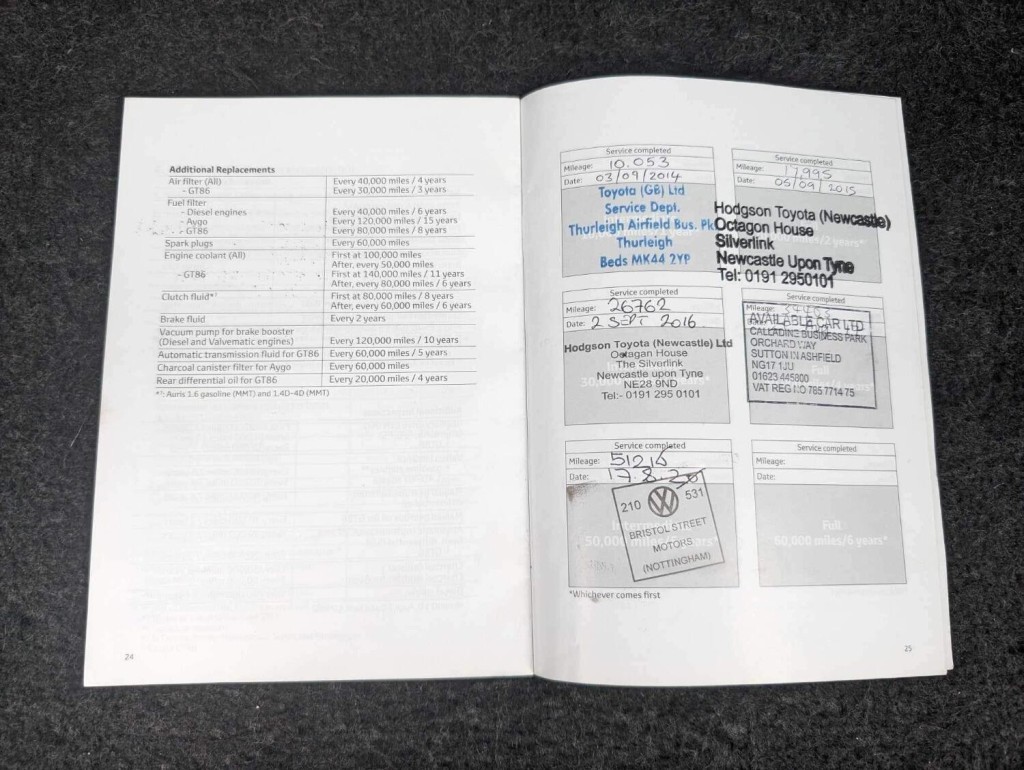 Additional Replacements
Air filter (All) Every 40,000 miles / 4 years
- GT86 Every 30,000 miles / 3 years
Fuel filter
- Diesel engines Every 40,000 miles / 6 years
- Aygo Every 120,000 miles / 15 years
- GT86 Every 80,000 miles / 8 years
Spark plugs Every 60,000 miles
Engine coolant (All) First at 100,000 miles
After, every 50,000 miles
- GT86 First at 140,000 miles / 11 years
After, every 80,000 miles / 6 years
Clutch fluid*¹ First at 80,000 miles / 8 years
After, every 60,000 miles / 6 years
Brake fluid Every 2 years
Vacuum pump for brake booster
(Diesel and Valvematic engines) Every 120,000 miles / 10 years
Automatic transmission fluid for GT86 Every 60,000 miles / 5 years
Charcoal canister filter for Aygo Every 60,000 miles
Rear differential oil for GT86 Every 20,000 miles / 4 years
*¹: Auris 1.6 gasoline (MMT) and 1.4D-4D (MMT)
24
Service completed
Mileage: 10.053
Date: 03/09/2014
Toyota (GB) Ltd
Service Dept.
Thurleigh Airfield Bus. Pk
Thurleigh
Beds MK44 2YP
Service completed
Mileage: 17,995
Date: 05/09/2015
Hodgson Toyota (Newcastle)
Octagon House
Silverlink
Newcastle Upon Tyne
Tel: 0191 2950101
Service completed
Mileage: 26762
Date: 2 SEPT 2016
Hodgson Toyota (Newcastle) Ltd
Octagan House
The Silverlink
Newcastle upon Tyne
NE28 9ND
Tel:- 0191 295 0101
Service completed
Mileage:
AVAILABLE CAR LTD
CALLADINE BUSINESS PARK
ORCHARD WAY
SUTTON IN ASHFIELD
NG17 1JU
01623 445800
VAT REG NO 785 7714 75
Full
Service completed
Mileage: 51216
Date: 17.8.20
210 531
BRISTOL STREET
MOTORS
(NOTTINGHAM)
Intermediate
50,000 miles/5 years*
Service completed
Mileage:
Date:
Full
60,000 miles/6 years*
*Whichever comes first
25